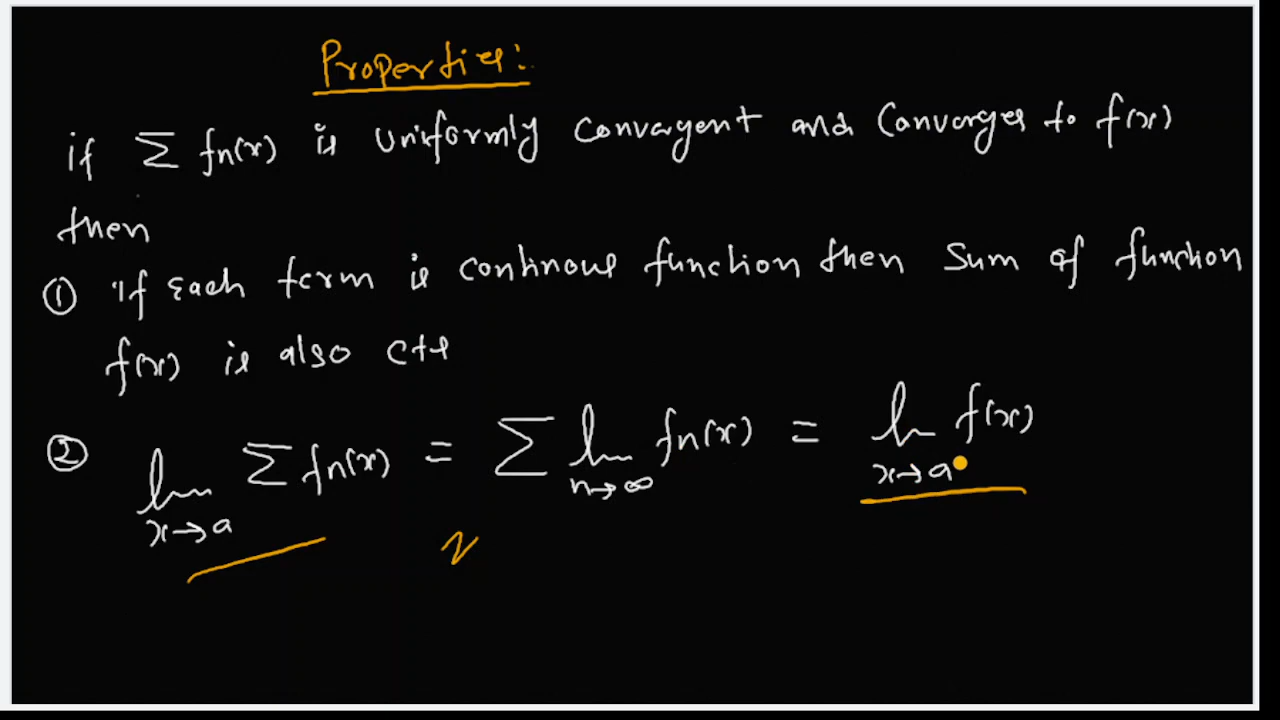 Properties:
if ∑ fn(x) is uniformly convergent and converges to f(x)
then
① if each term is continous function then sum of function
f(x) is also cts
② lim x→a ∑ fn(x) = ∑ lim n→∞ fn(x) = lim x→a f(x)